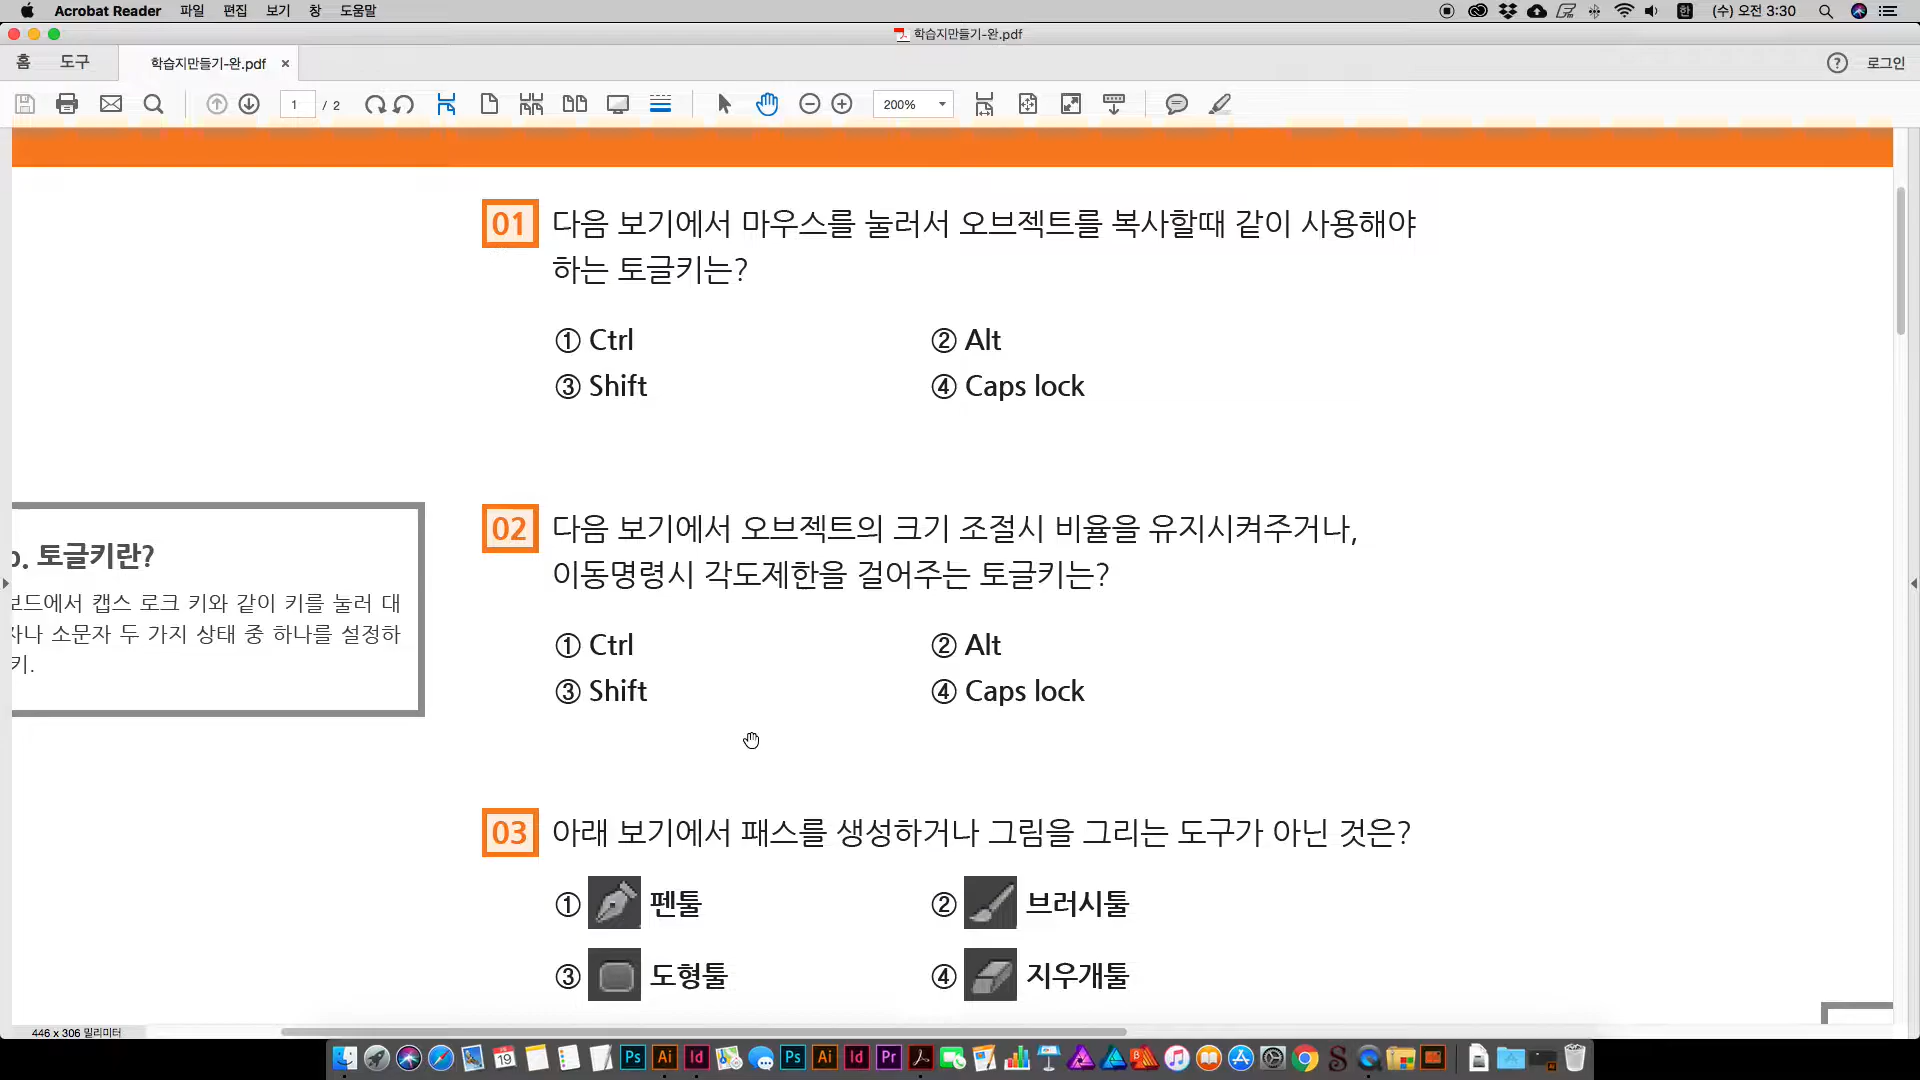 Acrobat Reader 파일 편집 보기 창 도움말
(수) 오전 3:30
학습지만들기-완.pdf
홈 도구 학습지만들기-완.pdf × ? 로그인
1 / 2 200%
01 다음 보기에서 마우스를 눌러서 오브젝트를 복사할때 같이 사용해야
하는 토글키는?
① Ctrl ② Alt
③ Shift ④ Caps lock
02 다음 보기에서 오브젝트의 크기 조절시 비율을 유지시켜주거나,
이동명령시 각도제한을 걸어주는 토글키는?
① Ctrl ② Alt
③ Shift ④ Caps lock
토글키란?
캡스 로크 키와 같이 키를 눌러 대
소문자 두 가지 상태 중 하나를 설정하
키.
03 아래 보기에서 패스를 생성하거나 그림을 그리는 도구가 아닌 것은?
① 펜툴 ② 브러시툴
③ 도형툴 ④ 지우개툴
446 x 306 밀리미터
19 Ps Ai Id Ps Ai Id Pr